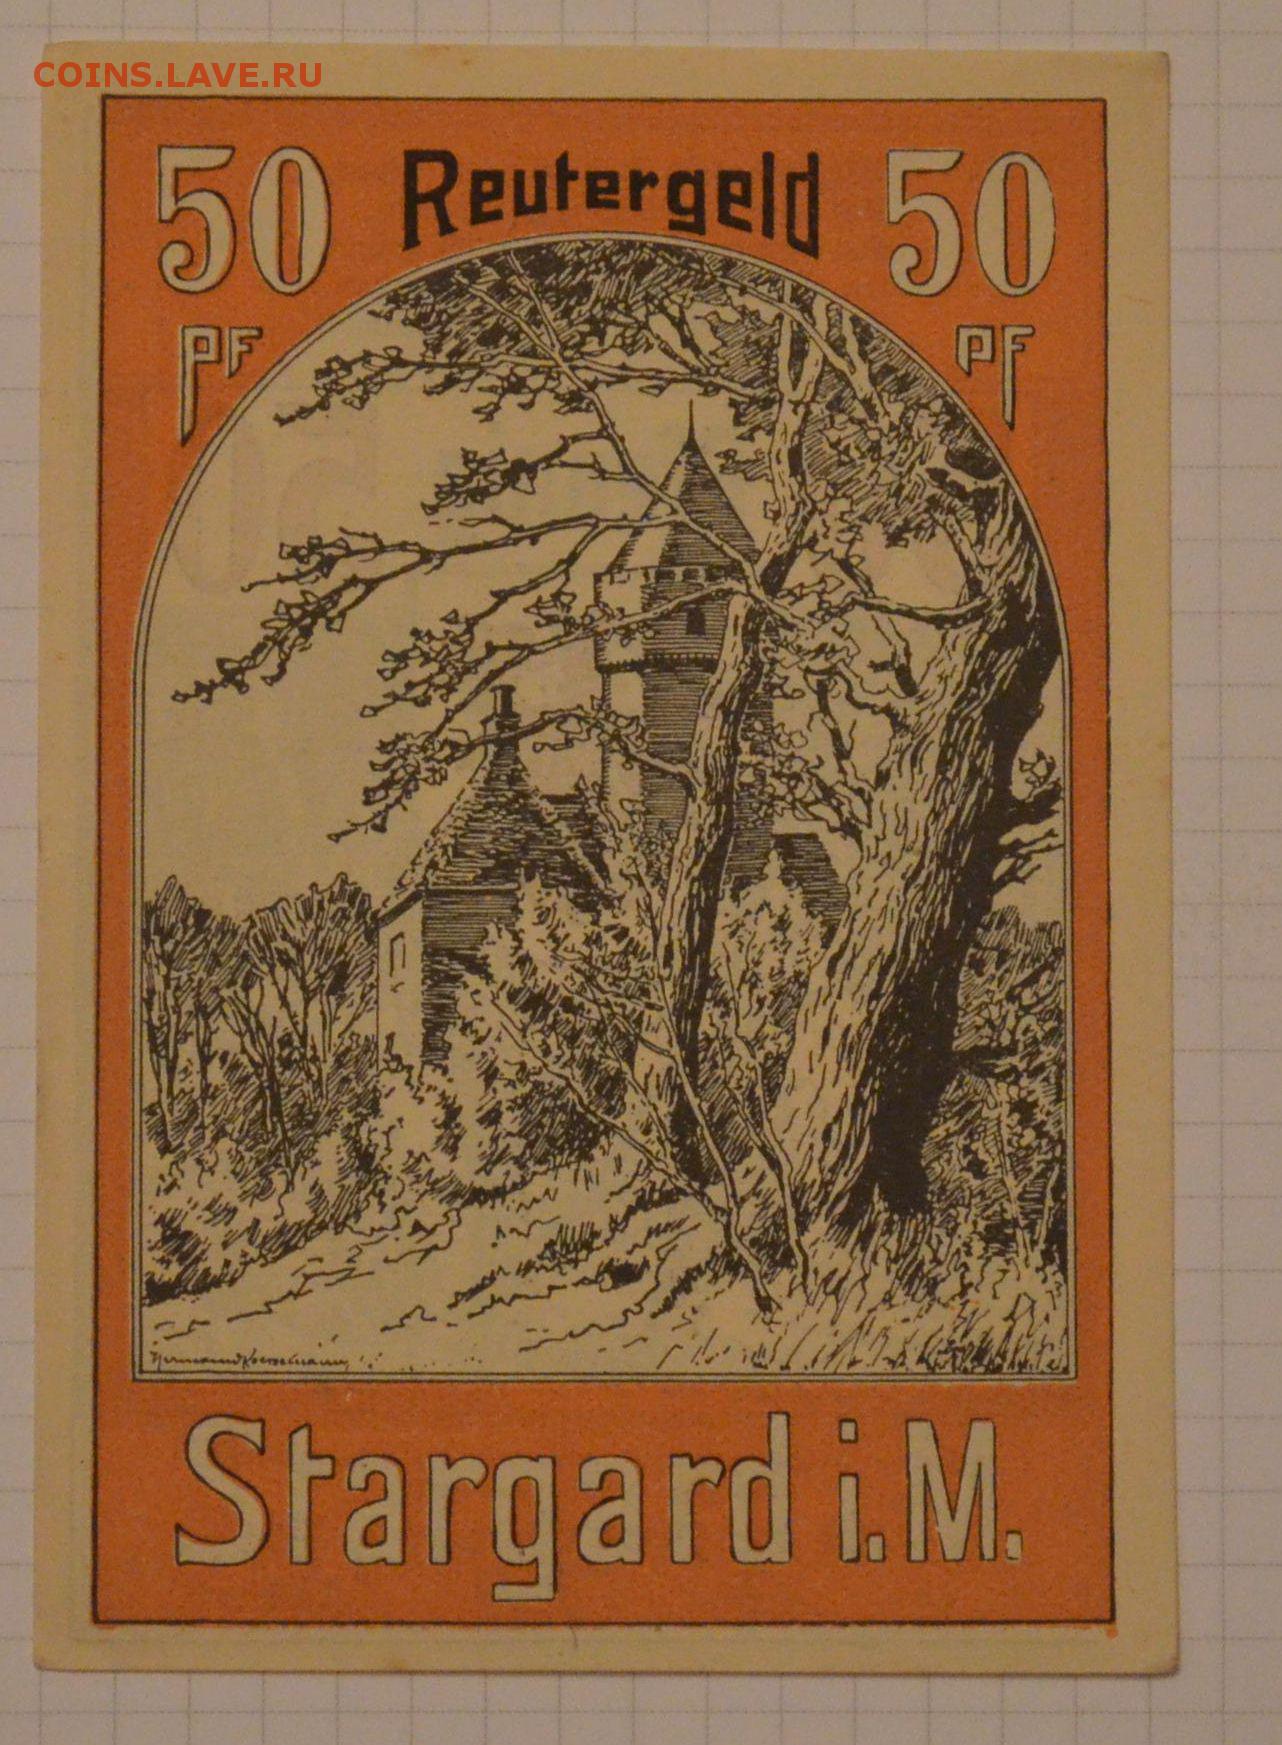 COINS.LAVE.RU
50 Reutergeld 50
PF PF
Stargard i.M.